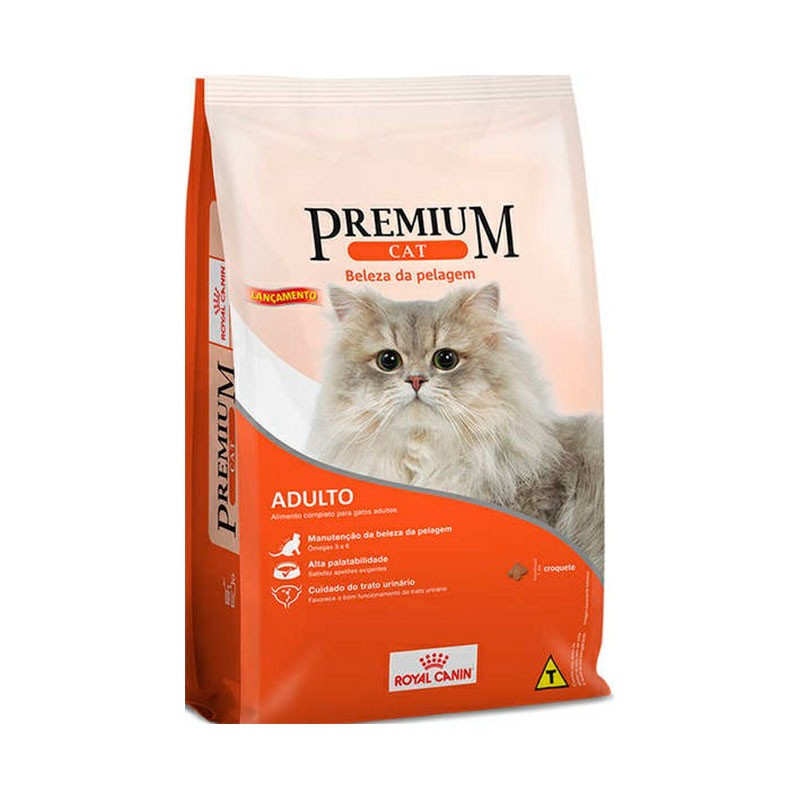 PREMIUM
CAT
Beleza da pelagem
LANÇAMENTO
ROYAL CANIN
PREMIUM
CAT
ADULTO
Alimento completo para gatos adultos
Manutenção da beleza da pelagem
Ômegas 3 e 6
Alta palatabilidade
Satisfaz apetites exigentes
Cuidado do trato urinário
Favorece o bom funcionamento do trato urinário
croquete
ROYAL CANIN
T